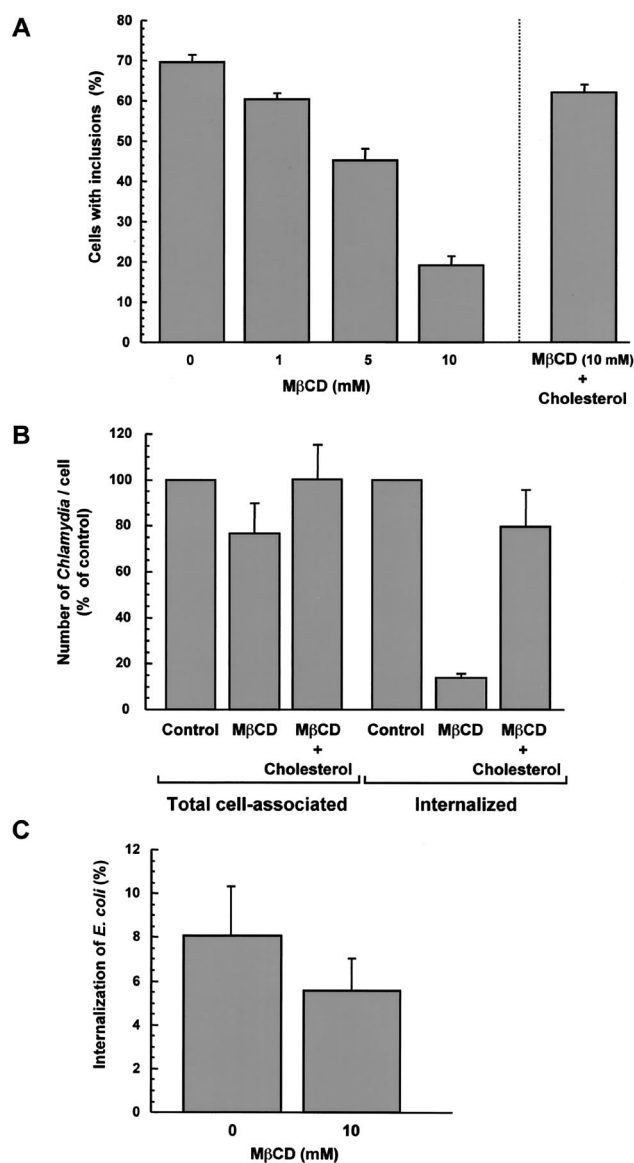 A
Cells with inclusions (%)
80
70
60
50
40
30
20
10
0
0 1 5 10
MβCD (mM)
MβCD (10 mM)
+
Cholesterol
B
Number of Chlamydia / cell
(% of control)
120
100
80
60
40
20
0
Control MβCD MβCD Control MβCD MβCD
+ +
Cholesterol Cholesterol
Total cell-associated Internalized
C
Internalization of E. coli (%)
12
10
8
6
4
2
0
0 10
MβCD (mM)